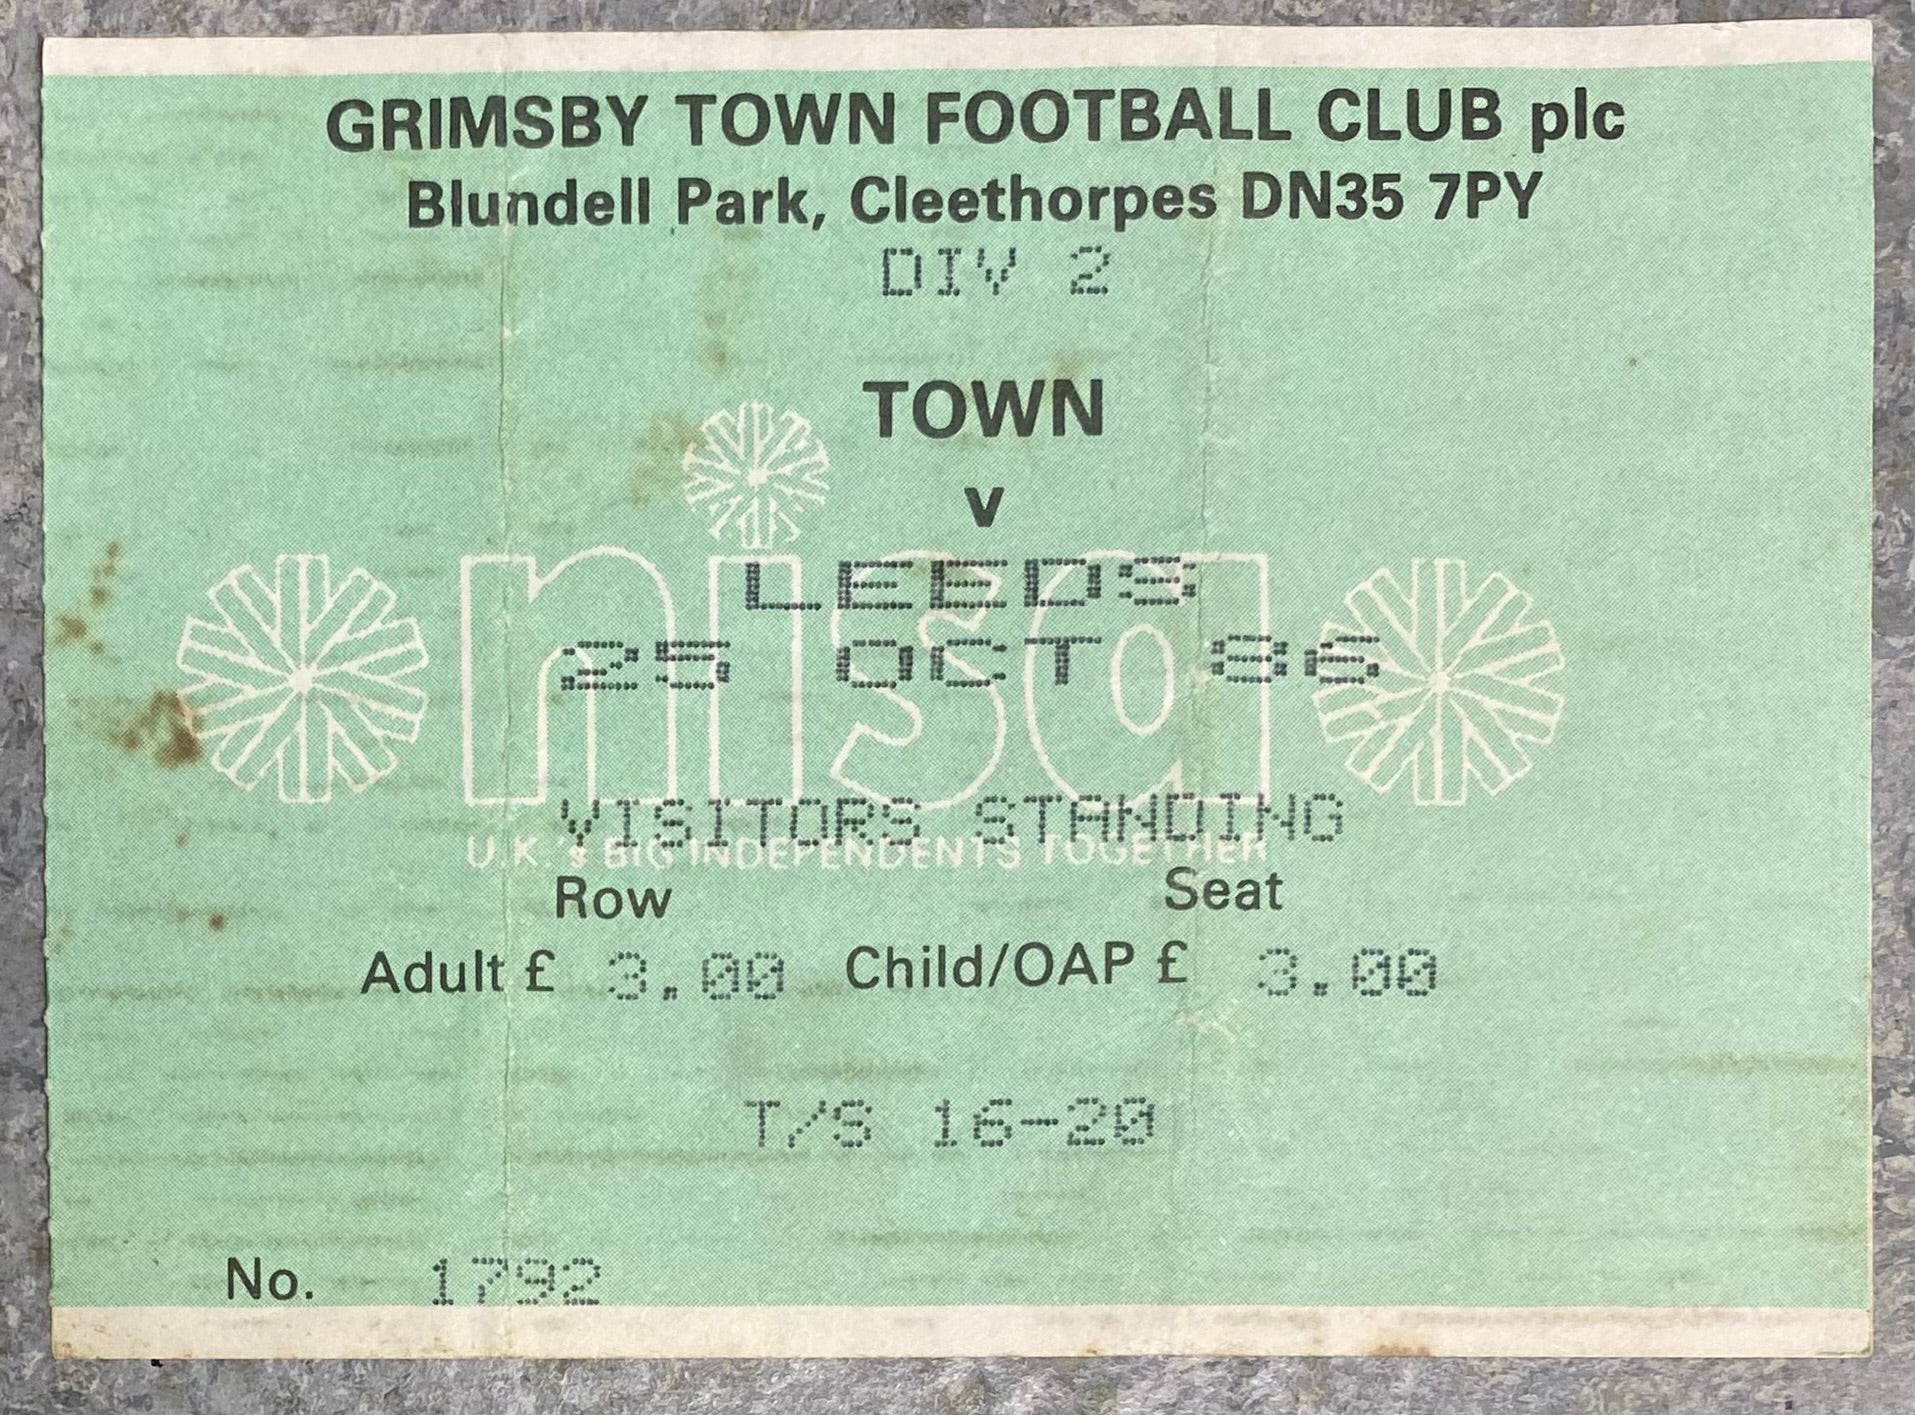 GRIMSBY TOWN FOOTBALL CLUB plc
Blundell Park, Cleethorpes DN35 7PY
DIV 2
TOWN
v
LEEDS
25 OCT 86
nisa
VISITORS STANDING
U.K.'s BIG INDEPENDENTS TOGETHER
Row Seat
Adult £ 3.00 Child/OAP £ 3.00
T/S 16-20
No. 1792